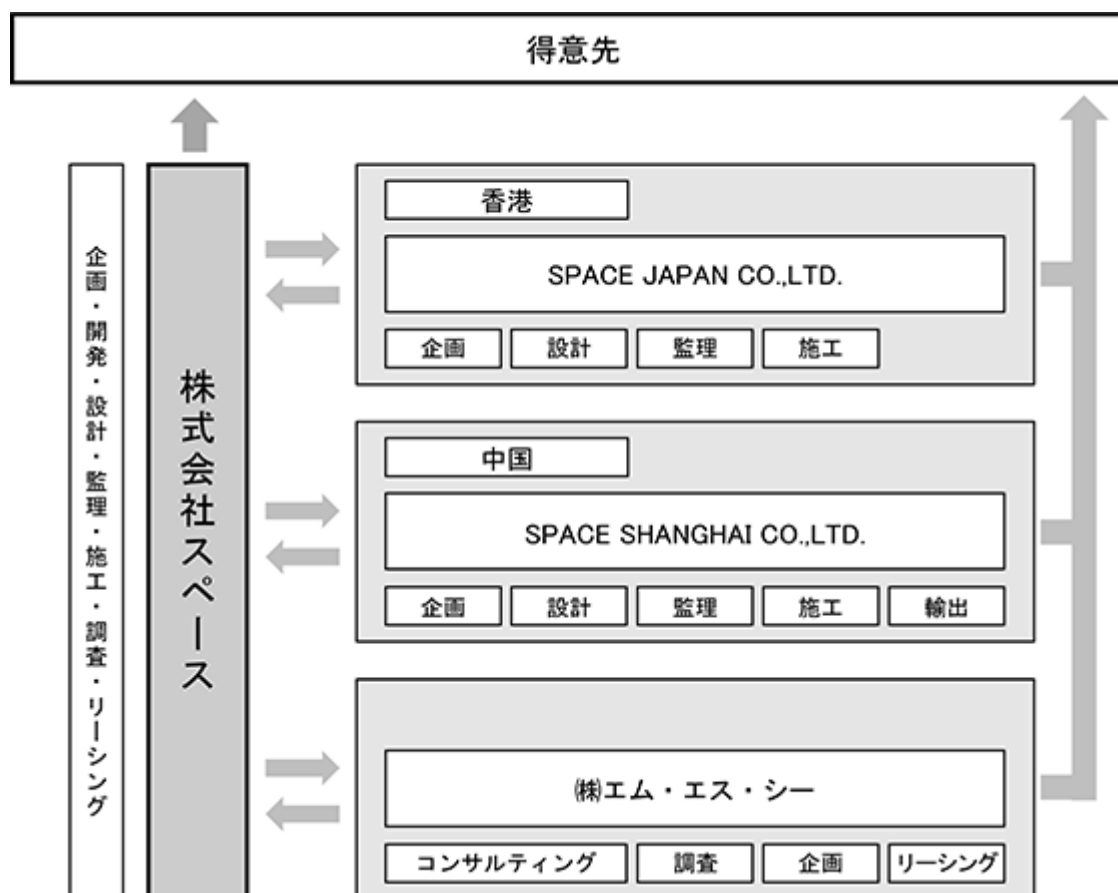 得意先
企画・開発・設計・監理・施工・調査・リーシング
株式会社スペース
香港
SPACE JAPAN CO.,LTD.
企画 設計 監理 施工
中国
SPACE SHANGHAI CO.,LTD.
企画 設計 監理 施工 輸出
㈱エム・エス・シー
コンサルティング 調査 企画 リーシング